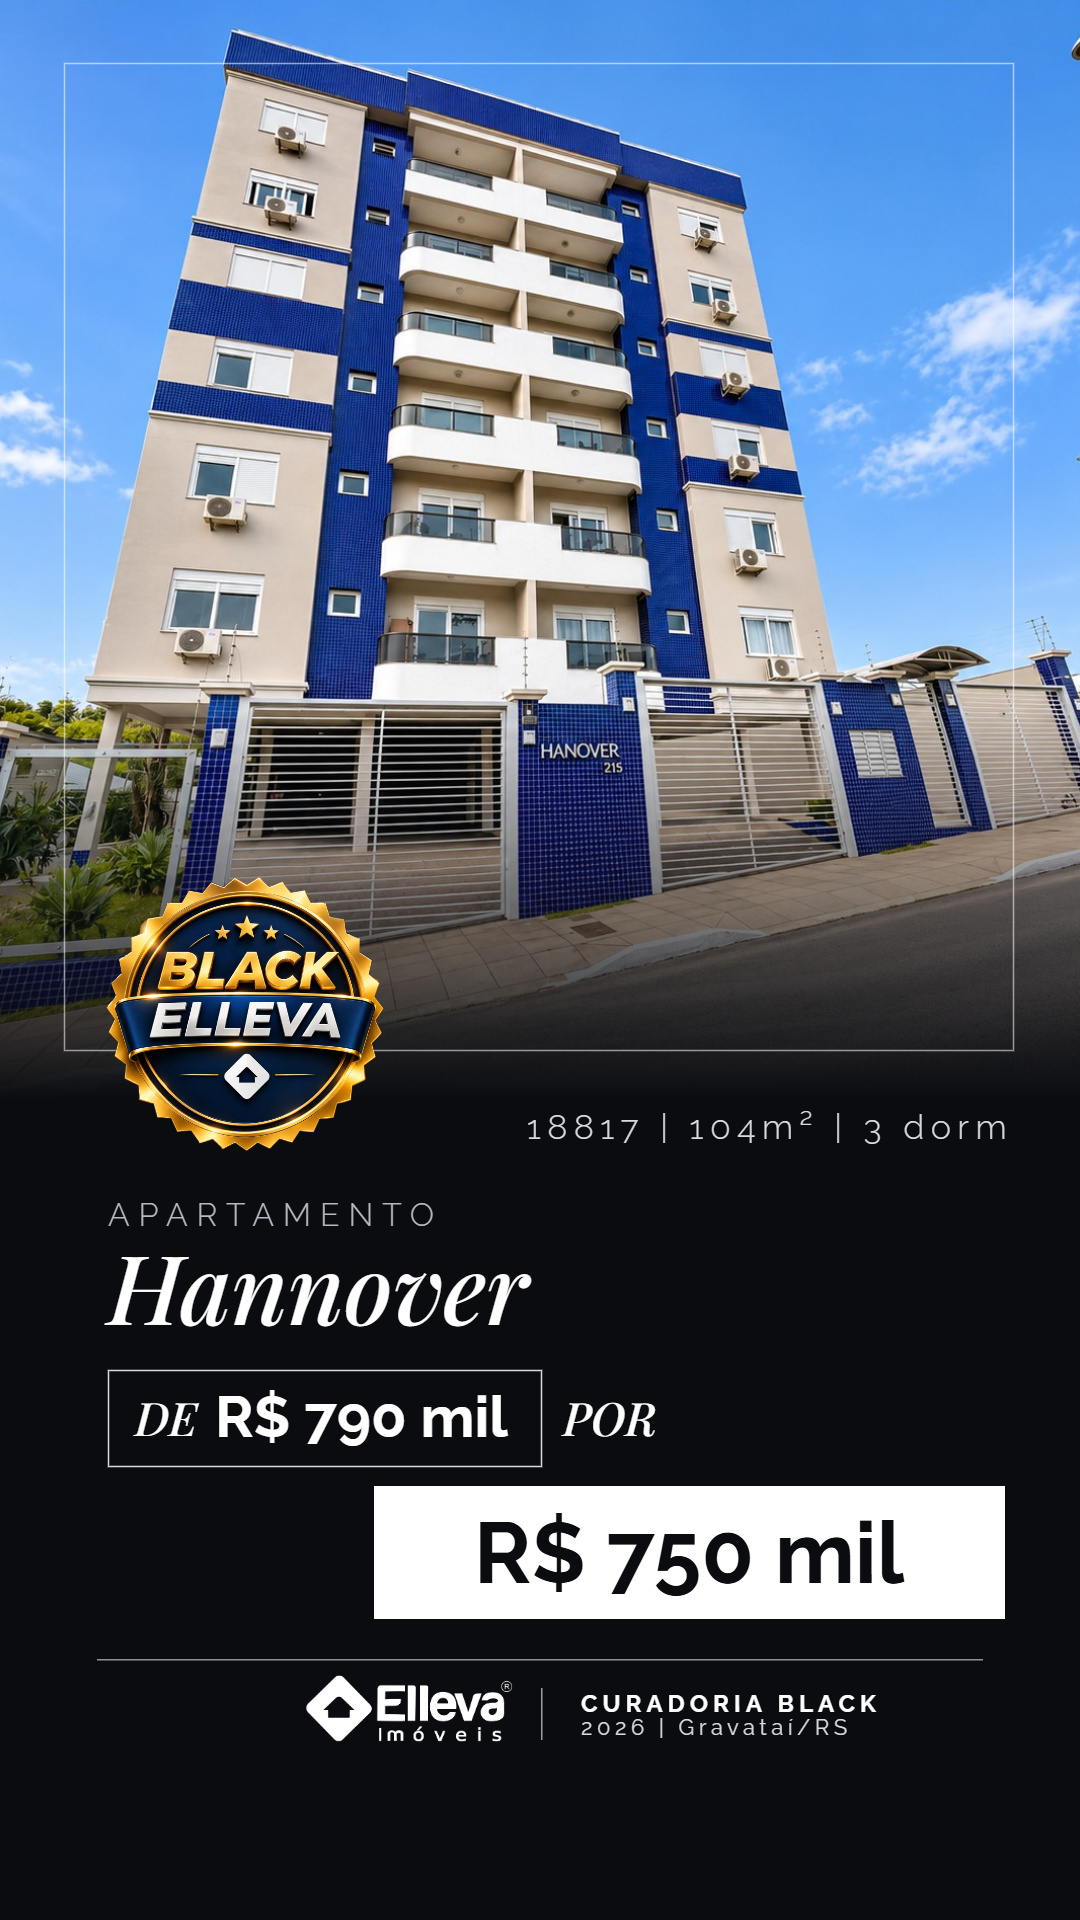 HANOVER
215
BLACK
ELLEVA
18817 | 104m² | 3 dorm
APARTAMENTO
Hannover
DE R$ 790 mil POR
R$ 750 mil
Elleva®
Imóveis
CURADORIA BLACK
2026 | Gravataí/RS